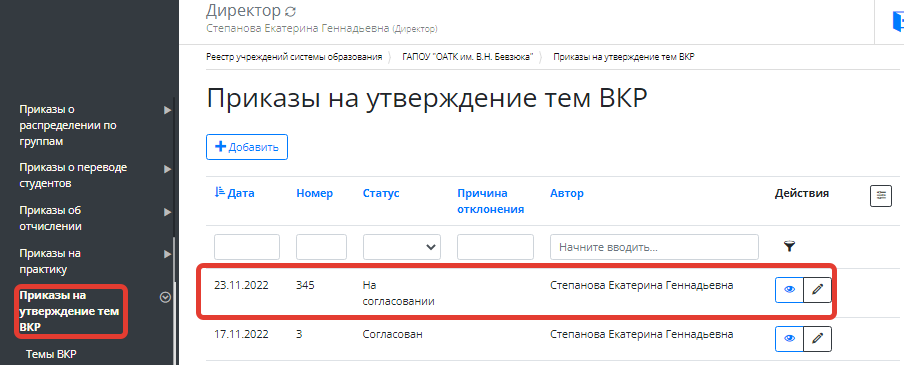 Директор
Степанова Екатерина Геннадьевна (Директор)
Реестр учреждений системы образования
ГАПОУ "ОАТК им. В.Н. Бевзюка"
Приказы на утверждение тем ВКР
Приказы о
распределении по
группам
Приказы о переводе
студентов
Приказы об
отчислении
Приказы на
практику
Приказы на
утверждение тем
ВКР
Темы ВКР
Приказы на утверждение тем ВКР
+ Добавить
Дата Номер Статус Причина Автор Действия
отклонения
Начните вводить...
23.11.2022 345 На Степанова Екатерина Геннадьевна
согласовании
17.11.2022 3 Согласован Степанова Екатерина Геннадьевна